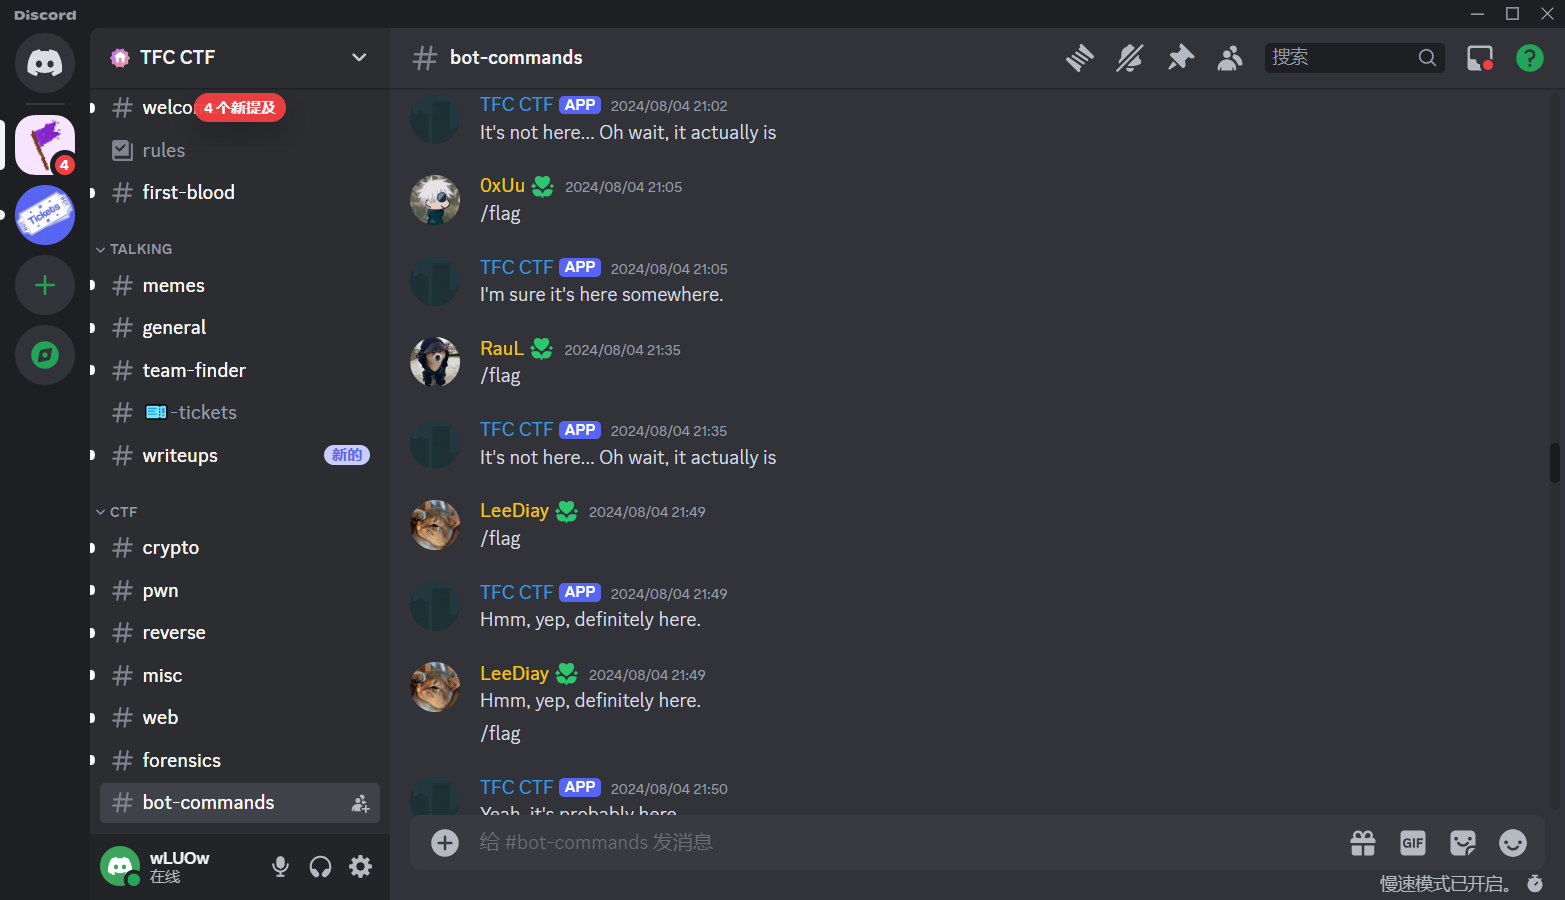 Discord
TFC CTF
welco
4 个新提及
rules
first-blood
TALKING
memes
general
team-finder
-tickets
writeups
新的
CTF
crypto
pwn
reverse
misc
web
forensics
bot-commands
wLUOw
在线
4
Tickets
bot-commands
搜索
TFC CTF APP 2024/08/04 21:02
It's not here... Oh wait, it actually is
0xUu 2024/08/04 21:05
/flag
TFC CTF APP 2024/08/04 21:05
I'm sure it's here somewhere.
RauL 2024/08/04 21:35
/flag
TFC CTF APP 2024/08/04 21:35
It's not here... Oh wait, it actually is
LeeDiay 2024/08/04 21:49
/flag
TFC CTF APP 2024/08/04 21:49
Hmm, yep, definitely here.
LeeDiay 2024/08/04 21:49
Hmm, yep, definitely here.
/flag
TFC CTF APP 2024/08/04 21:50
Yeah, it's probably here.
给 #bot-commands 发消息
GIF
慢速模式已开启。